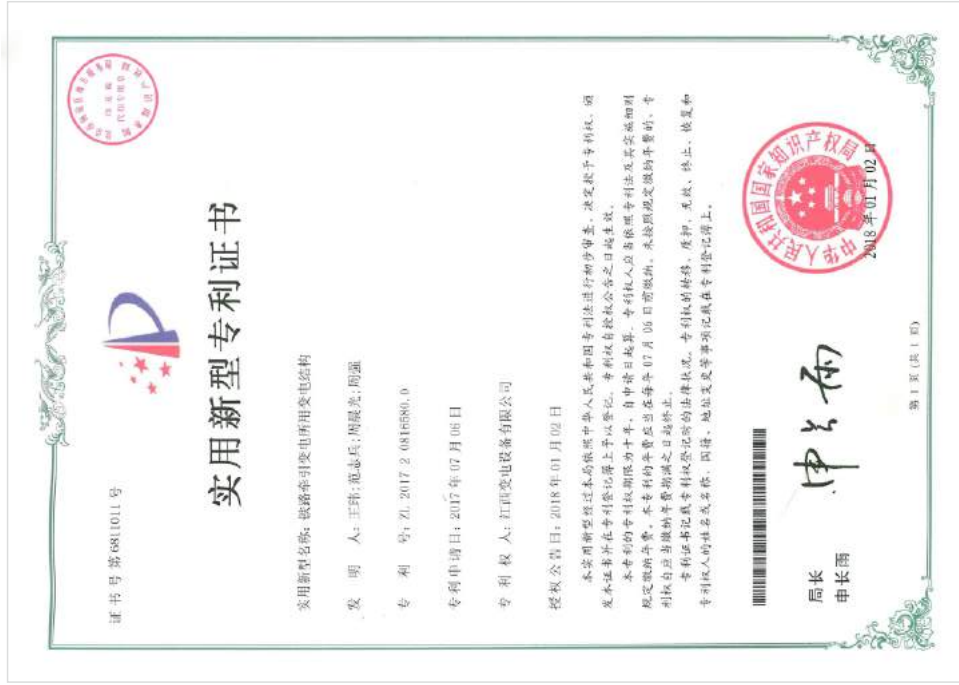 证书号第6811011号
实用新型专利证书
实用新型名称：铁路牵引变电所用变电结构
发 明 人：王玮;范志兵;周晨光;周强
专 利 号：ZL 2017 2 0816580.0
专利申请日：2017年07月06日
专 利 权 人：江西变电设备有限公司
授权公告日：2018年01月02日
本实用新型经过本局依照中华人民共和国专利法进行初步审查，决定授予专利权，颁
发本证书并在专利登记簿上予以登记。专利权自授权公告之日起生效。
本专利的专利权期限为十年，自申请日起算。专利权人应当依照专利法及其实施细则
规定缴纳年费。本专利的年费应当在每年07月06日前缴纳。未按照规定缴纳年费的，专
利权自应当缴纳年费期满之日起终止。
专利证书记载专利权登记时的法律状况。专利权的转移、质押、无效、终止、恢复和
专利权人的姓名或名称、国籍、地址变更等事项记载在专利登记簿上。
局长
申长雨
申长雨
中华人民共和国国家知识产权局
2018年01月02日
第1页(共1页)